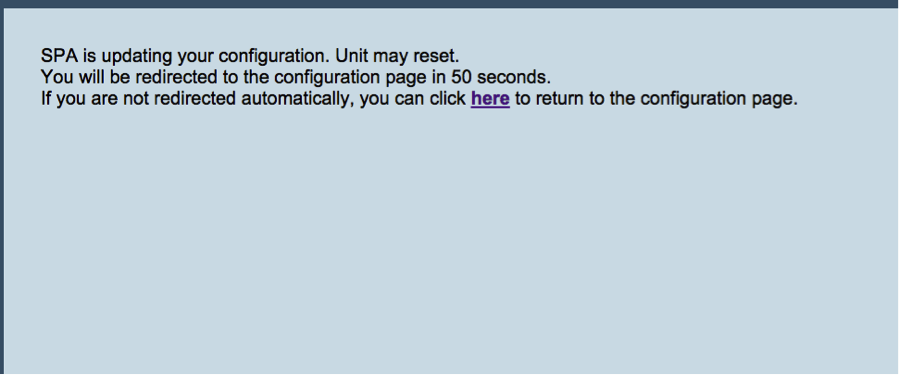 SPA is updating your configuration. Unit may reset.
You will be redirected to the configuration page in 50 seconds.
If you are not redirected automatically, you can click here to return to the configuration page.